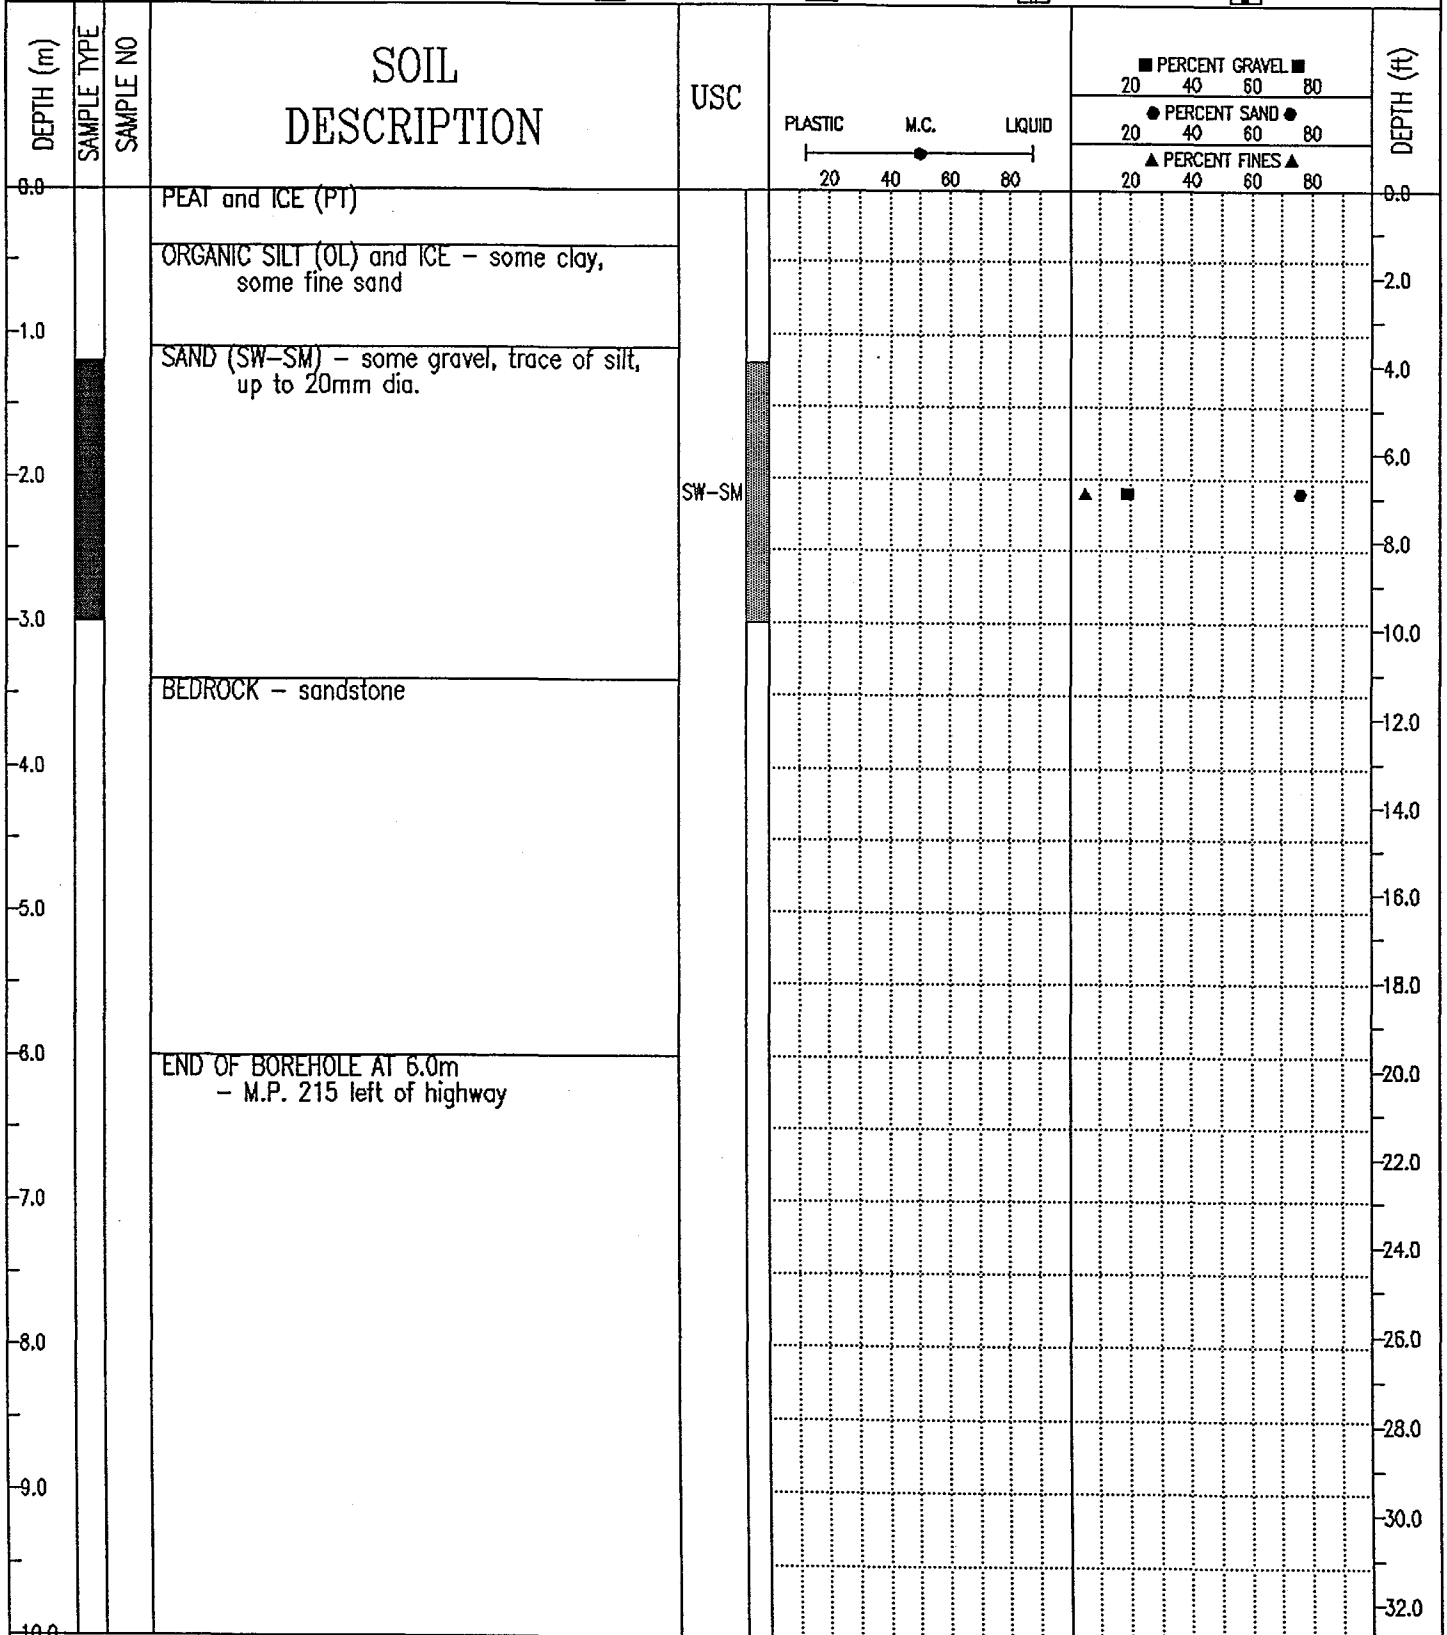 DEPTH (m)
SAMPLE TYPE
SAMPLE NO
SOIL
DESCRIPTION
USC
PLASTIC M.C. LIQUID
20 40 60 80
■ PERCENT GRAVEL ■
20 40 60 80
● PERCENT SAND ●
20 40 60 80
▲ PERCENT FINES ▲
20 40 60 80
DEPTH (ft)
0.0
1.0
2.0
3.0
4.0
5.0
6.0
7.0
8.0
9.0
10.0
PEAT and ICE (PT)
ORGANIC SILT (OL) and ICE – some clay,
some fine sand
SAND (SW–SM) – some gravel, trace of silt,
up to 20mm dia.
BEDROCK – sandstone
END OF BOREHOLE AT 6.0m
– M.P. 215 left of highway
SW–SM
0.0
2.0
4.0
6.0
8.0
10.0
12.0
14.0
16.0
18.0
20.0
22.0
24.0
26.0
28.0
30.0
32.0